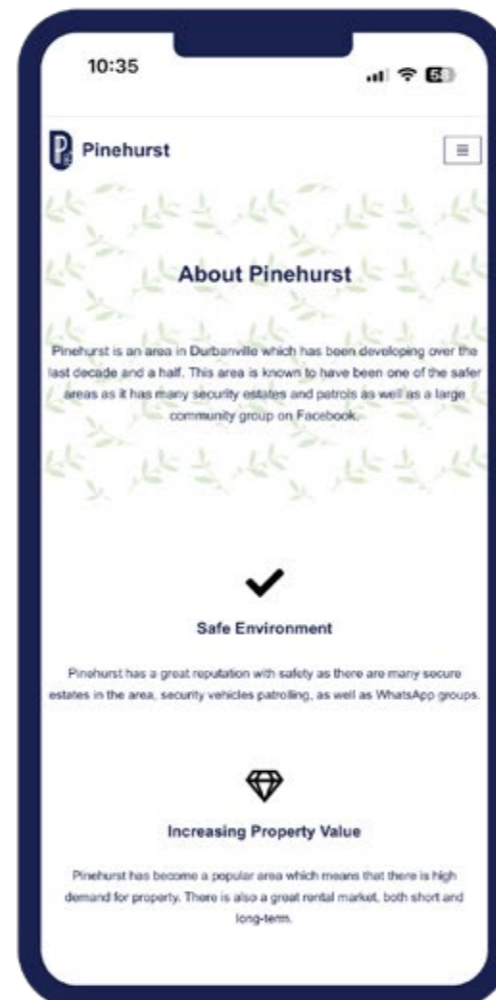 10:35
58
Pinehurst
About Pinehurst
Pinehurst is an area in Durbanville which has been developing over the
last decade and a half. This area is known to have been one of the safer
areas as it has many security estates and patrols as well as a large
community group on Facebook.
Safe Environment
Pinehurst has a great reputation with safety as there are many secure
estates in the area, security vehicles patrolling, as well as WhatsApp groups.
Increasing Property Value
Pinehurst has become a popular area which means that there is high
demand for property. There is also a great rental market, both short and
long-term.